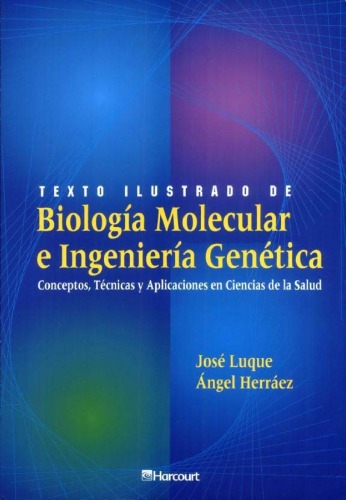 TEXTO ILUSTRADO DE
Biología Molecular
e Ingeniería Genética
Conceptos, Técnicas y Aplicaciones en Ciencias de la Salud
José Luque
Ángel Herráez
Harcourt